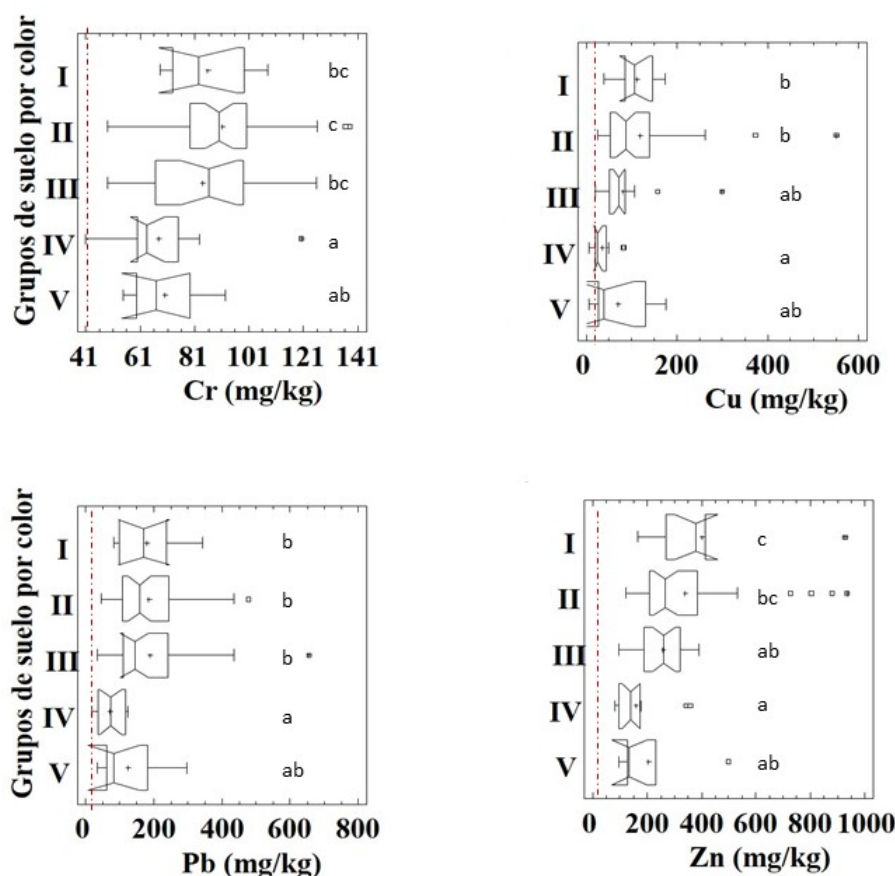 Grupos de suelo por color
I
bc
II
c
III
bc
IV
a
V
ab
41 61 81 101 121 141
Cr (mg/kg)
I
b
II
b
III
ab
IV
a
V
ab
0 200 400 600
Cu (mg/kg)
Grupos de suelo por color
I
b
II
b
III
b
IV
a
V
ab
0 200 400 600 800
Pb (mg/kg)
I
c
II
bc
III
ab
IV
a
V
ab
0 200 400 600 800 1000
Zn (mg/kg)